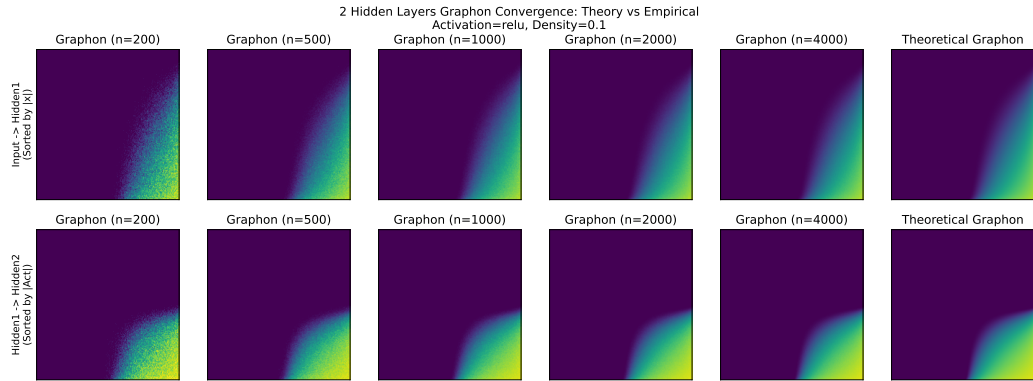 2 Hidden Layers Graphon Convergence: Theory vs Empirical
Activation=relu, Density=0.1
Graphon (n=200)
Graphon (n=500)
Graphon (n=1000)
Graphon (n=2000)
Graphon (n=4000)
Theoretical Graphon
Input -> Hidden1
(Sorted by |x|)
Graphon (n=200)
Graphon (n=500)
Graphon (n=1000)
Graphon (n=2000)
Graphon (n=4000)
Theoretical Graphon
Hidden1 -> Hidden2
(Sorted by |Act|)